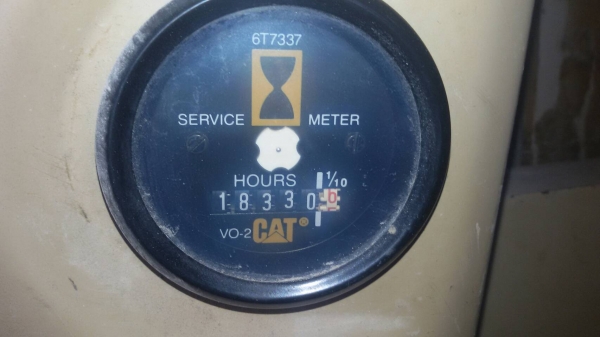 6T7337
SERVICE METER
HOURS 1/10
18330
VO-2 CAT®